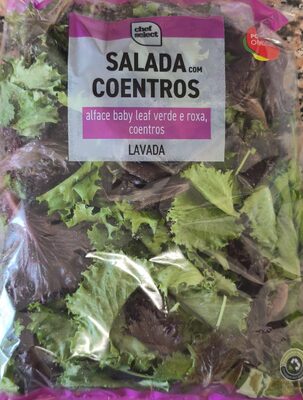 chef
select
SALADA COM
COENTROS
alface baby leaf verde e roxa,
coentros
LAVADA